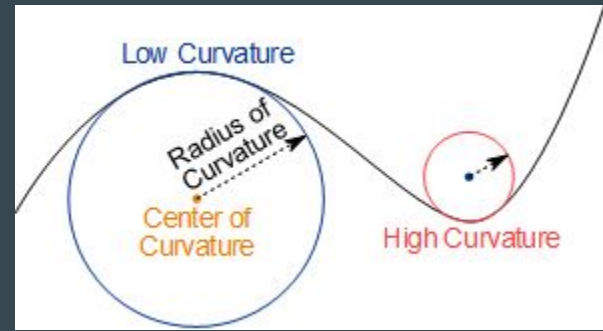 Low Curvature
Radius of
Curvature
Center of
Curvature
High Curvature